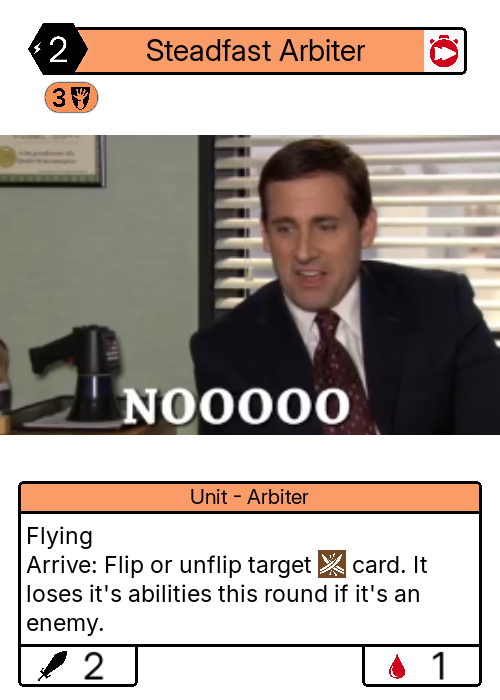 2 Steadfast Arbiter
3
NOOOOO
Unit - Arbiter
Flying
Arrive: Flip or unflip target card. It
loses it's abilities this round if it's an
enemy.
2 1